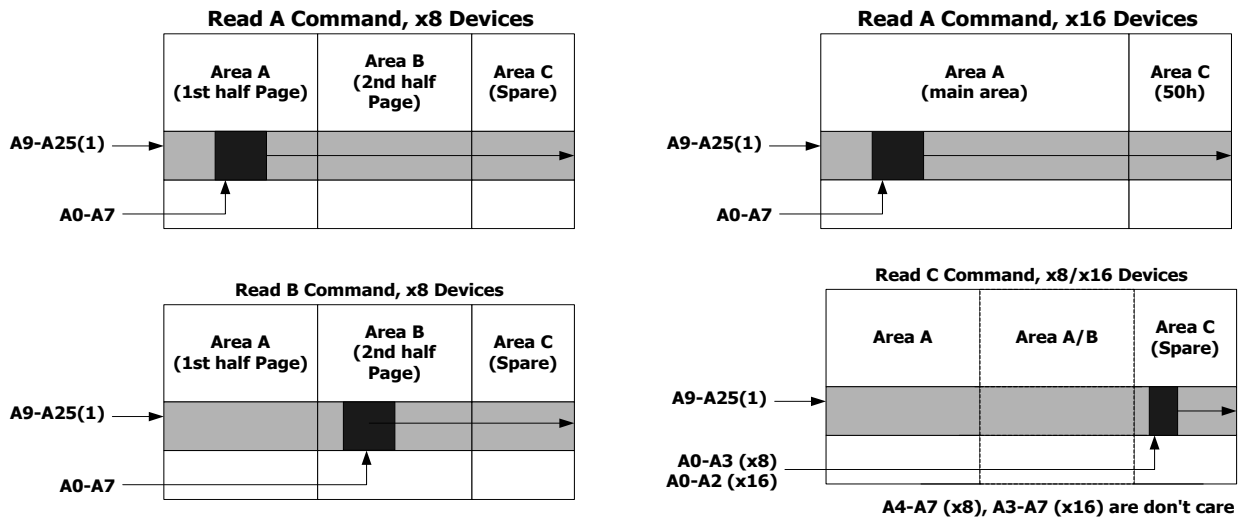 Read A Command, x8 Devices
Area A
(1st half Page)
Area B
(2nd half
Page)
Area C
(Spare)
A9-A25(1)
A0-A7
Read A Command, x16 Devices
Area A
(main area)
Area C
(50h)
A9-A25(1)
A0-A7
Read B Command, x8 Devices
Area A
(1st half Page)
Area B
(2nd half
Page)
Area C
(Spare)
A9-A25(1)
A0-A7
Read C Command, x8/x16 Devices
Area A
Area A/B
Area C
(Spare)
A9-A25(1)
A0-A3 (x8)
A0-A2 (x16)
A4-A7 (x8), A3-A7 (x16) are don't care